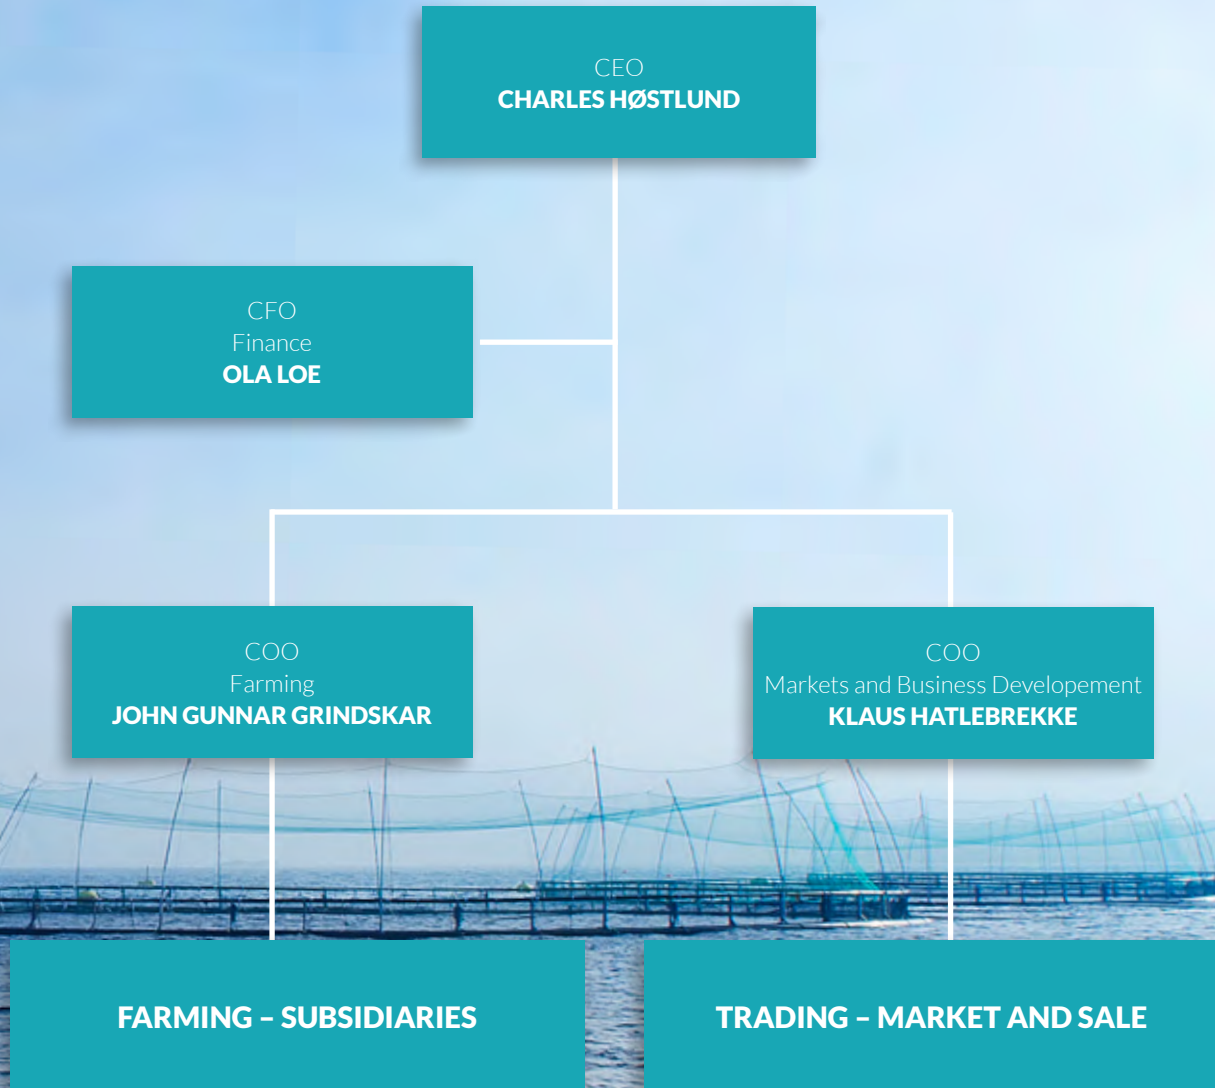 CEO
CHARLES HØSTLUND
CFO
Finance
OLA LOE
COO
Farming
JOHN GUNNAR GRINDSKAR
COO
Markets and Business Developement
KLAUS HATLEBREKKE
FARMING – SUBSIDIARIES
TRADING – MARKET AND SALE